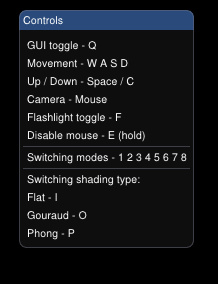 Controls
GUI toggle - Q
Movement - W A S D
Up / Down - Space / C
Camera - Mouse
Flashlight toggle - F
Disable mouse - E (hold)
Switching modes - 1 2 3 4 5 6 7 8
Switching shading type:
Flat - I
Gouraud - O
Phong - P